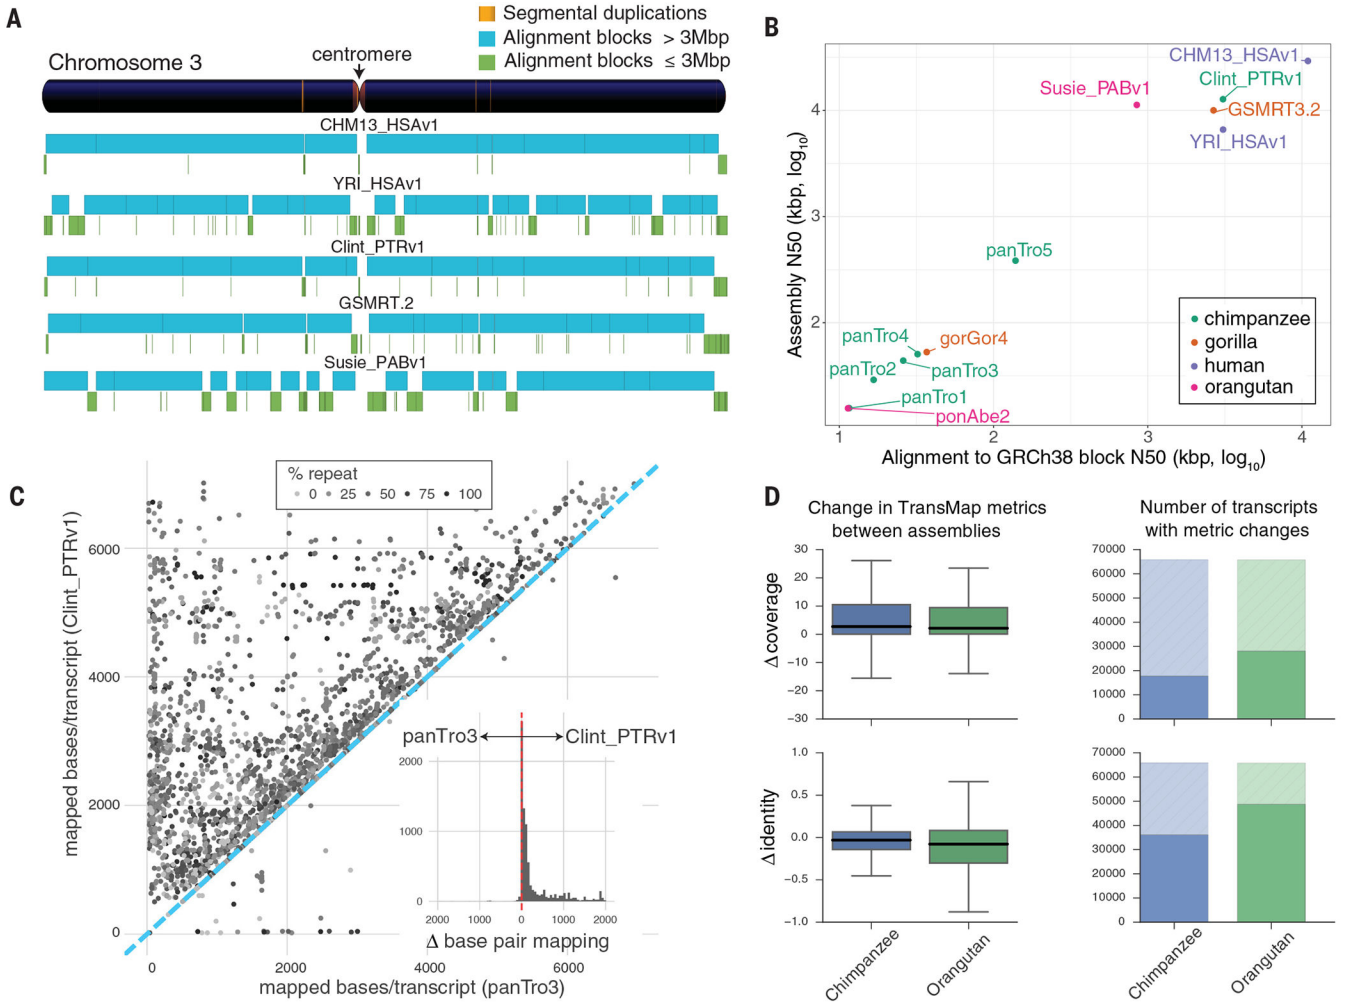 A
Segmental duplications
Alignment blocks > 3Mbp
Alignment blocks ≤ 3Mbp
Chromosome 3
centromere
CHM13_HSAv1
YRI_HSAv1
Clint_PTRv1
GSMRT.2
Susie_PABv1
B
Assembly N50 (kbp, log10)
4
3
2
CHM13_HSAv1
Susie_PABv1
Clint_PTRv1
GSMRT3.2
YRI_HSAv1
panTro5
panTro4
gorGor4
panTro2
panTro3
panTro1
ponAbe2
chimpanzee
gorilla
human
orangutan
1 2 3 4
Alignment to GRCh38 block N50 (kbp, log10)
C
% repeat
0 25 50 75 100
mapped bases/transcript (Clint_PTRv1)
6000
4000
2000
0
0 2000 4000 6000
mapped bases/transcript (panTro3)
panTro3 Clint_PTRv1
2000
1000
0
2000 1000 0 1000 2000
Δ base pair mapping
D
Change in TransMap metrics
between assemblies
Δcoverage
30
20
10
0
−10
−20
−30
Number of transcripts
with metric changes
70000
60000
50000
40000
30000
20000
10000
0
Δidentity
1.0
0.5
0.0
−0.5
−1.0
Chimpanzee
Orangutan
70000
60000
50000
40000
30000
20000
10000
0
Chimpanzee
Orangutan